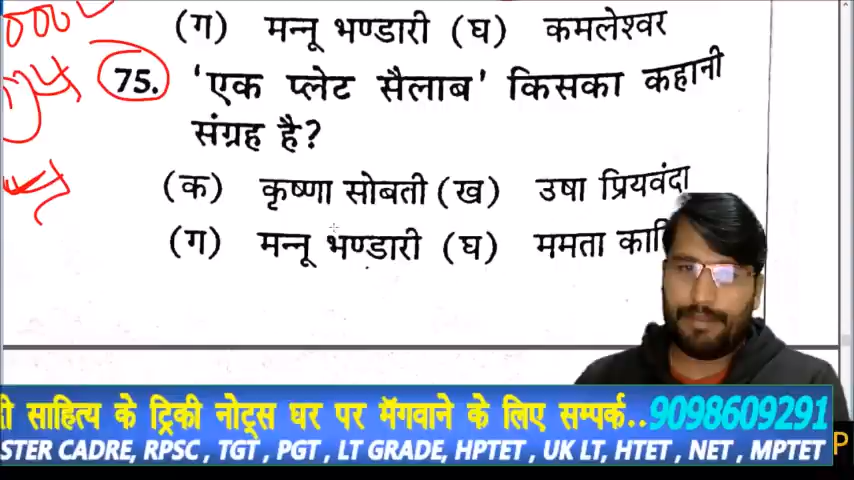 (ग) मन्नू भण्डारी (घ) कमलेश्वर
75. 'एक प्लेट सैलाब' किसका कहानी
संग्रह है?
(क) कृष्णा सोबती (ख) उषा प्रियवंदा
(ग) मन्नू भण्डारी (घ) ममता
साहित्य के ट्रिकी नोट्स घर पर मँगवाने के लिए सम्पर्क..9098609291
STER CADRE, RPSC , TGT , PGT , LT GRADE, HPTET , UK LT, HTET , NET , MPTET
P